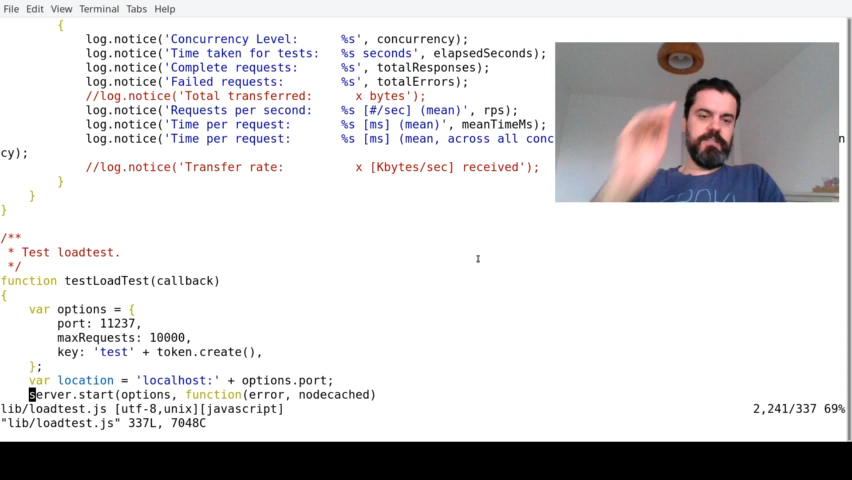 File Edit View Terminal Tabs Help
{
log.notice('Concurrency Level:      %s', concurrency);
log.notice('Time taken for tests:   %s seconds', elapsedSeconds);
log.notice('Complete requests:      %s', totalResponses);
log.notice('Failed requests:        %s', totalErrors);
//log.notice('Total transferred:      x bytes');
log.notice('Requests per second:    %s [#/sec] (mean)', rps);
log.notice('Time per request:       %s [ms] (mean)', meanTimeMs);
log.notice('Time per request:       %s [ms] (mean, across all conc
n
cy);
//log.notice('Transfer rate:          x [Kbytes/sec] received');
}
}
}
/**
* Test loadtest.
*/
function testLoadTest(callback)
{
var options = {
port: 11237,
maxRequests: 10000,
key: 'test' + token.create(),
};
var location = 'localhost:' + options.port;
server.start(options, function(error, nodecached)
lib/loadtest.js [utf-8,unix][javascript] 2,241/337 69%
"lib/loadtest.js" 337L, 7048C